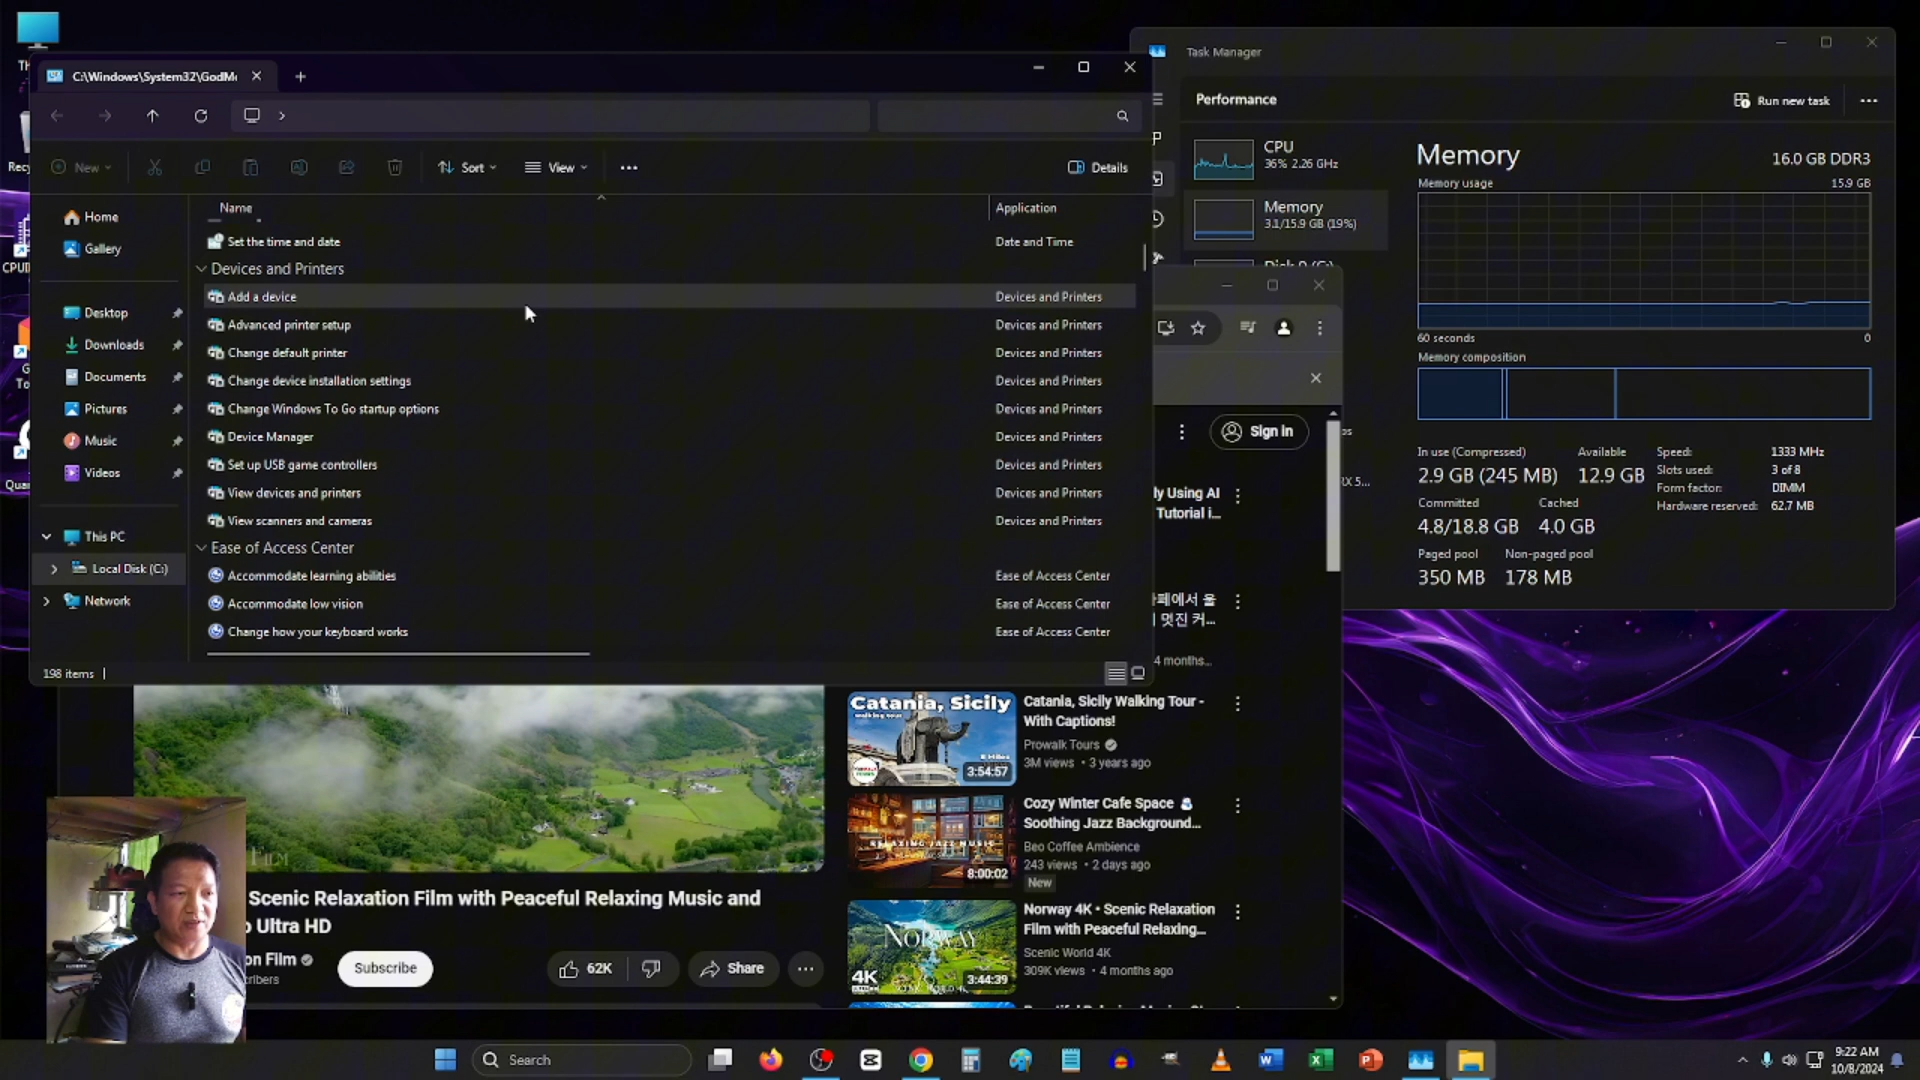 C:\Windows\System32\GodM
New
Sort
View
Details
Name
Application
Set the time and date
Date and Time
Devices and Printers
Add a device
Devices and Printers
Advanced printer setup
Devices and Printers
Change default printer
Devices and Printers
Change device installation settings
Devices and Printers
Change Windows To Go startup options
Devices and Printers
Device Manager
Devices and Printers
Set up USB game controllers
Devices and Printers
View devices and printers
Devices and Printers
View scanners and cameras
Devices and Printers
Ease of Access Center
Accommodate learning abilities
Ease of Access Center
Accommodate low vision
Ease of Access Center
Change how your keyboard works
Ease of Access Center
Home
Gallery
Desktop
Downloads
Documents
Pictures
Music
Videos
This PC
Local Disk (C:)
Network
198 items
Task Manager
Performance
Run new task
CPU
36% 2.26 GHz
Memory
3.1/15.9 GB (19%)
Disk 0 (C:)
Memory
16.0 GB DDR3
Memory usage
15.9 GB
60 seconds
0
Memory composition
In use (Compressed)
Available
2.9 GB (245 MB)
12.9 GB
Committed
Cached
4.8/18.8 GB
4.0 GB
Paged pool
Non-paged pool
350 MB
178 MB
Speed:
1333 MHz
Slots used:
3 of 8
Form factor:
DIMM
Hardware reserved:
62.7 MB
Sign in
ly Using AI
Tutorial i...
4 months...
Catania, Sicily
3:54:57
Catania, Sicily Walking Tour -
With Captions!
Prowalk Tours
3M views • 3 years ago
RELAXING JAZZ MUSIC
8:00:02
Cozy Winter Cafe Space
Soothing Jazz Background...
Beo Coffee Ambience
243 views • 2 days ago
New
NORWAY
4K
3:44:39
Norway 4K • Scenic Relaxation
Film with Peaceful Relaxing...
Scenic World 4K
309K views • 4 months ago
FILM
Scenic Relaxation Film with Peaceful Relaxing Music and
Ultra HD
on Film
Subscribe
62K
Share
Search
9:22 AM
10/8/2024